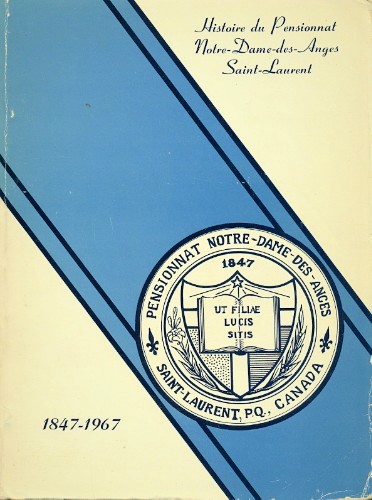 Histoire du Pensionnat
Notre-Dame-des-Anges
Saint-Laurent
PENSIONNAT NOTRE-DAME-DES-ANGES
1847
UT FILIAE
LUCIS
SITIS
SAINT-LAURENT, P.Q., CANADA
1847-1967